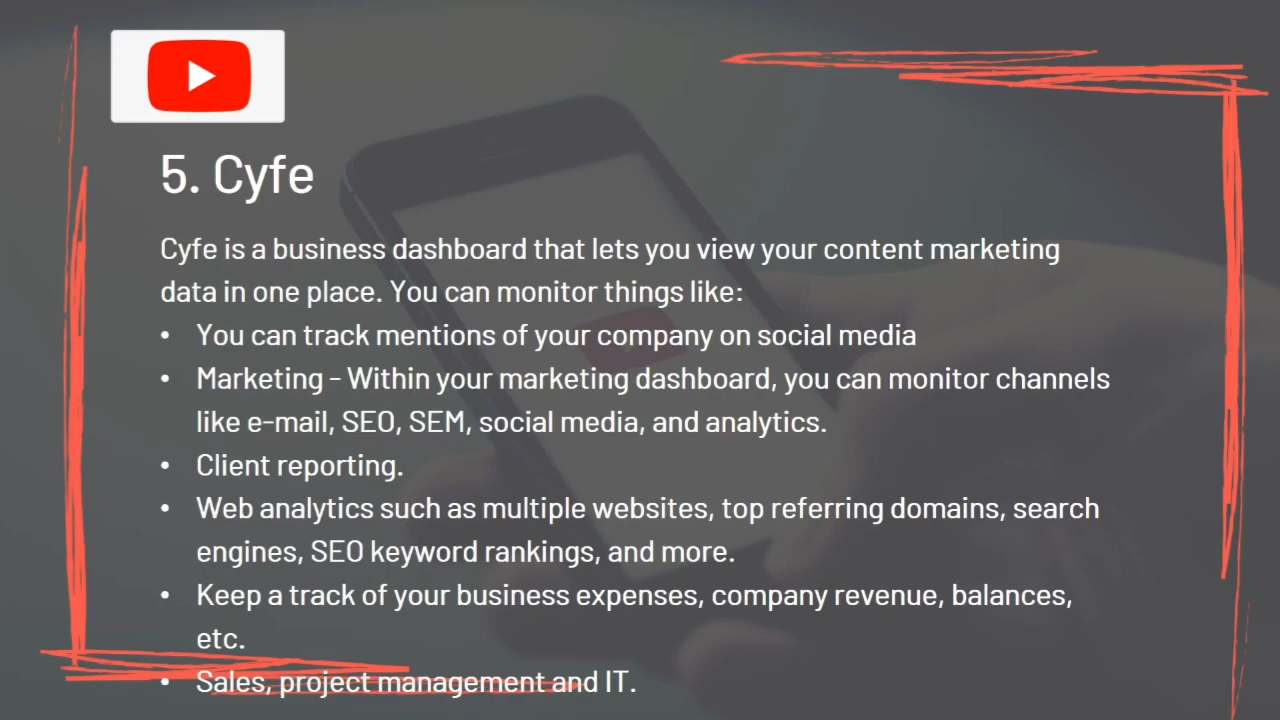 5. Cyfe
Cyfe is a business dashboard that lets you view your content marketing
data in one place. You can monitor things like:
• You can track mentions of your company on social media
• Marketing - Within your marketing dashboard, you can monitor channels
like e-mail, SEO, SEM, social media, and analytics.
• Client reporting.
• Web analytics such as multiple websites, top referring domains, search
engines, SEO keyword rankings, and more.
• Keep a track of your business expenses, company revenue, balances,
etc.
• Sales, project management and IT.